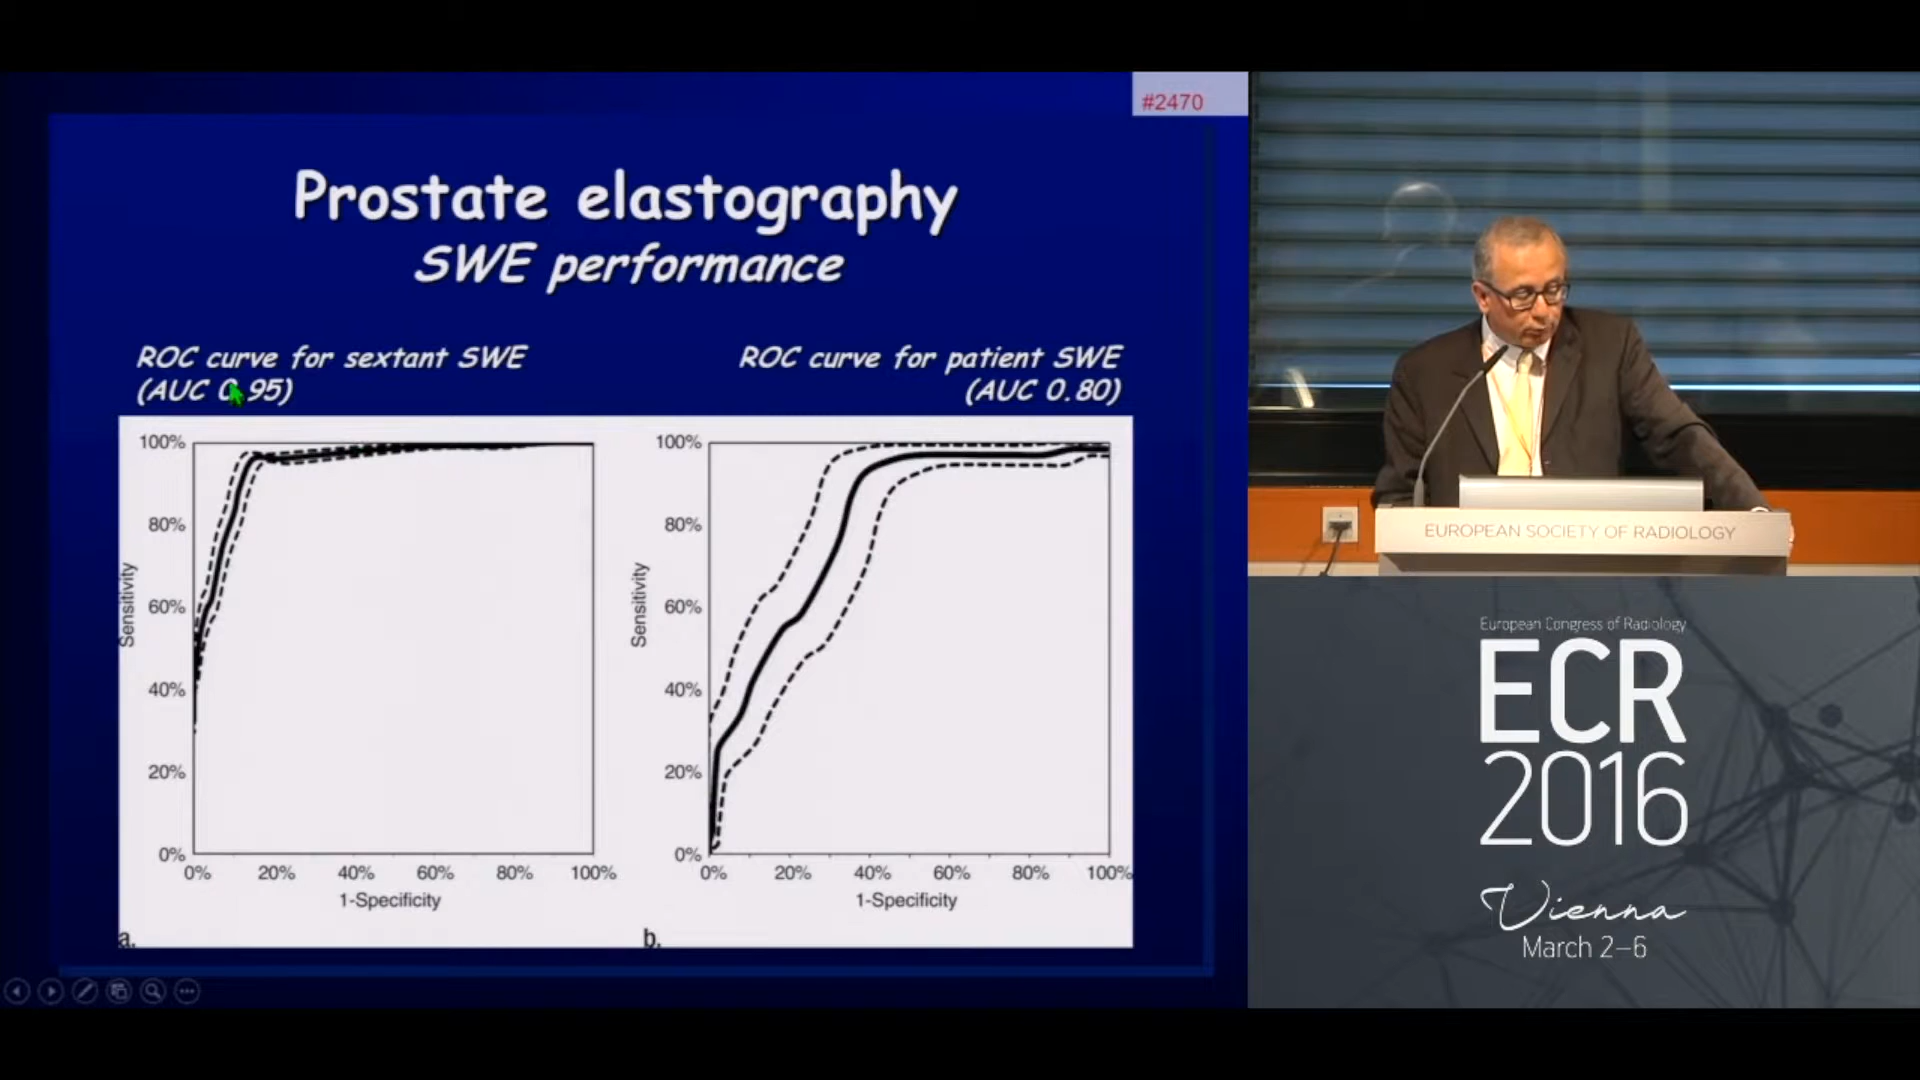 #2470
Prostate elastography
SWE performance
ROC curve for sextant SWE
(AUC 0.95)
ROC curve for patient SWE
(AUC 0.80)
100%
80%
60%
40%
20%
0%
Sensitivity
0% 20% 40% 60% 80% 100%
1-Specificity
a.
100%
80%
60%
40%
20%
0%
Sensitivity
0% 20% 40% 60% 80% 100%
1-Specificity
b.
EUROPEAN SOCIETY OF RADIOLOGY
European Congress of Radiology
ECR
2016
Vienna
March 2–6